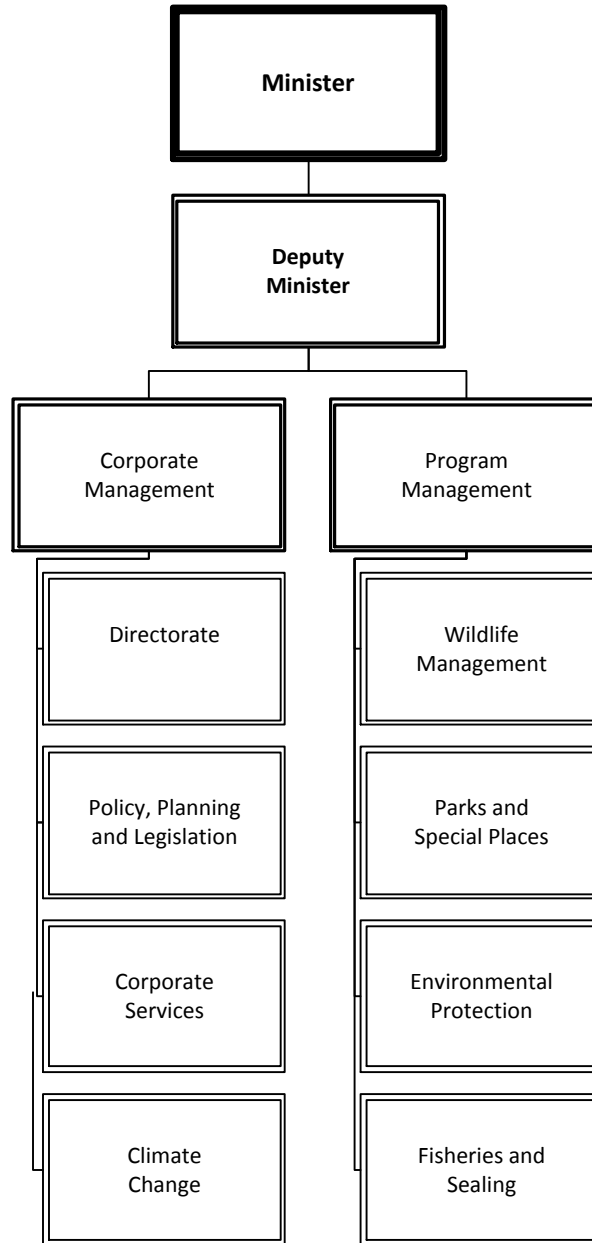 Minister
Deputy
Minister
Corporate
Management
Program
Management
Directorate
Wildlife
Management
Policy, Planning
and Legislation
Parks and
Special Places
Corporate
Services
Environmental
Protection
Climate
Change
Fisheries and
Sealing